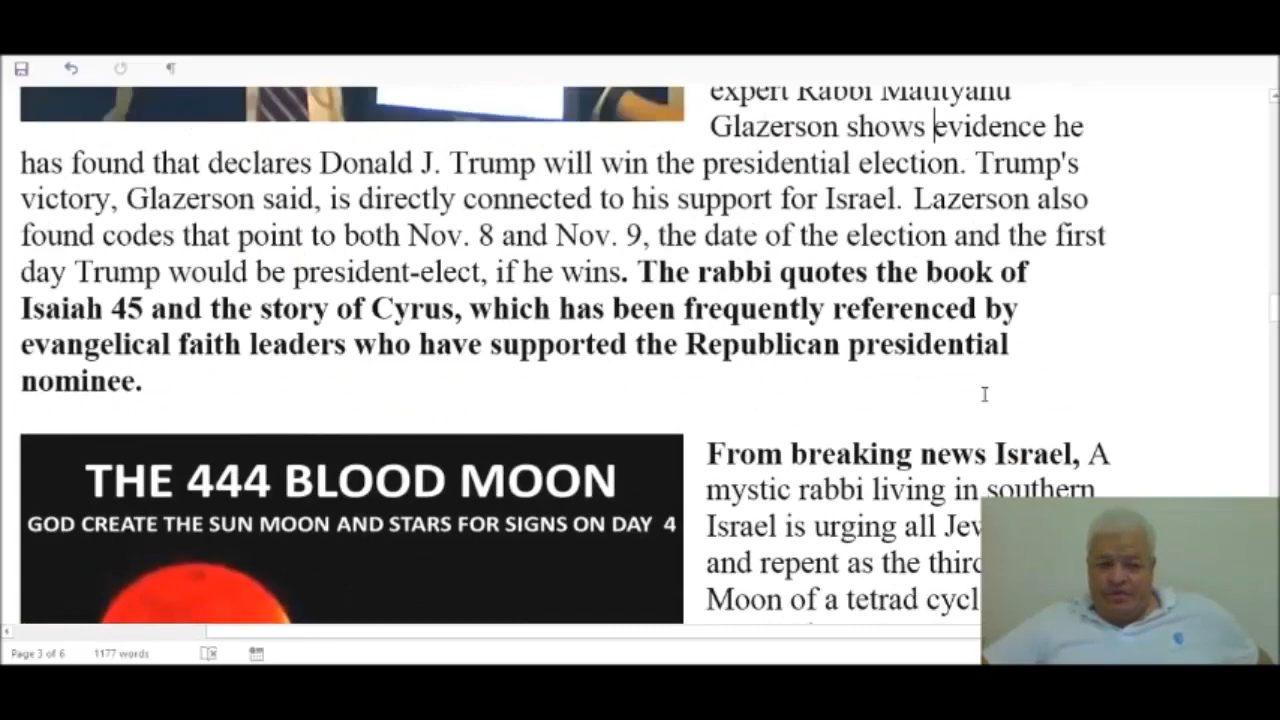 expert Rabbi Matityahu
Glazerson shows evidence he
has found that declares Donald J. Trump will win the presidential election. Trump's
victory, Glazerson said, is directly connected to his support for Israel. Lazerson also
found codes that point to both Nov. 8 and Nov. 9, the date of the election and the first
day Trump would be president-elect, if he wins. The rabbi quotes the book of
Isaiah 45 and the story of Cyrus, which has been frequently referenced by
evangelical faith leaders who have supported the Republican presidential
nominee.
THE 444 BLOOD MOON
GOD CREATE THE SUN MOON AND STARS FOR SIGNS ON DAY 4
From breaking news Israel, A
mystic rabbi living in southern
Israel is urging all Jew
and repent as the third
Moon of a tetrad cycl
Page 3 of 6 1177 words